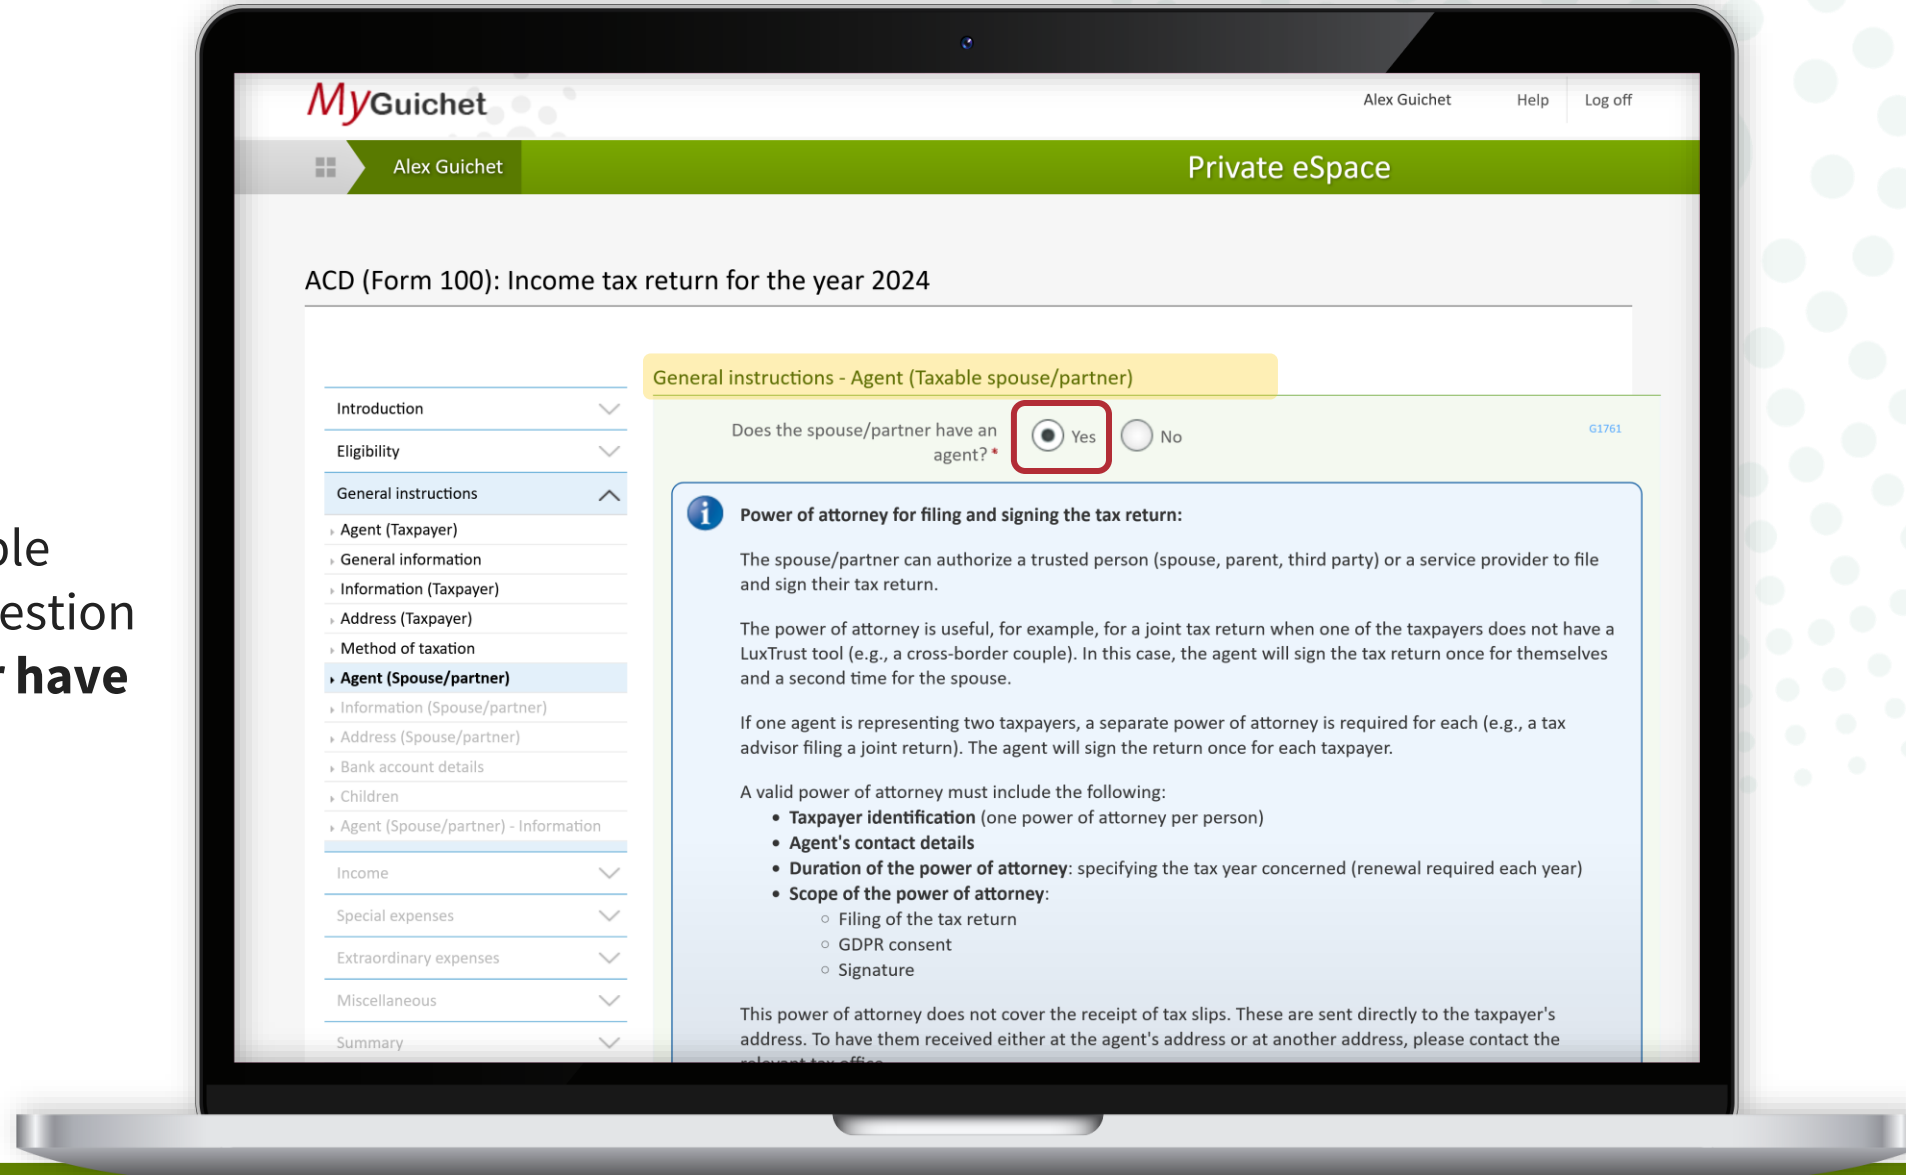 MyGuichet
Alex Guichet Help Log off
Alex Guichet
Private eSpace
ACD (Form 100): Income tax return for the year 2024
Introduction
Eligibility
General instructions
Agent (Taxpayer)
General information
Information (Taxpayer)
Address (Taxpayer)
Method of taxation
Agent (Spouse/partner)
Information (Spouse/partner)
Address (Spouse/partner)
Bank account details
Children
Agent (Spouse/partner) - Information
Income
Special expenses
Extraordinary expenses
Miscellaneous
Summary
General instructions - Agent (Taxable spouse/partner)
Does the spouse/partner have an
agent? *
Yes
No
G1761
Power of attorney for filing and signing the tax return:
The spouse/partner can authorize a trusted person (spouse, parent, third party) or a service provider to file
and sign their tax return.
The power of attorney is useful, for example, for a joint tax return when one of the taxpayers does not have a
LuxTrust tool (e.g., a cross-border couple). In this case, the agent will sign the tax return once for themselves
and a second time for the spouse.
If one agent is representing two taxpayers, a separate power of attorney is required for each (e.g., a tax
advisor filing a joint return). The agent will sign the return once for each taxpayer.
A valid power of attorney must include the following:
• Taxpayer identification (one power of attorney per person)
• Agent's contact details
• Duration of the power of attorney: specifying the tax year concerned (renewal required each year)
• Scope of the power of attorney:
○ Filing of the tax return
○ GDPR consent
○ Signature
This power of attorney does not cover the receipt of tax slips. These are sent directly to the taxpayer's
address. To have them received either at the agent's address or at another address, please contact the
relevant tax office
have